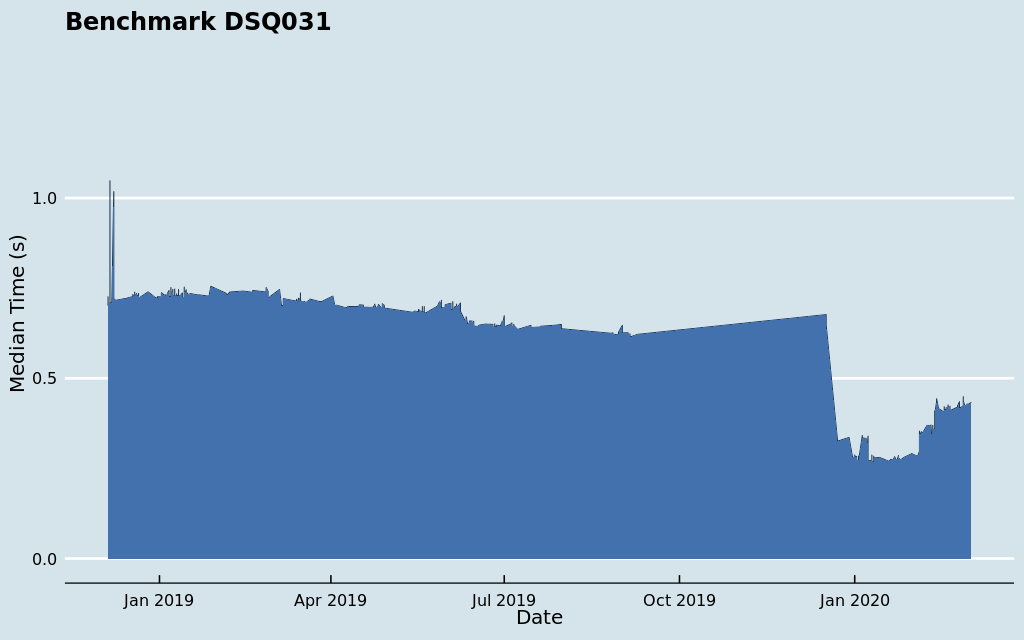 Benchmark DSQ031
Median Time (s)
1.0
0.5
0.0
Jan 2019
Apr 2019
Jul 2019
Oct 2019
Jan 2020
Date